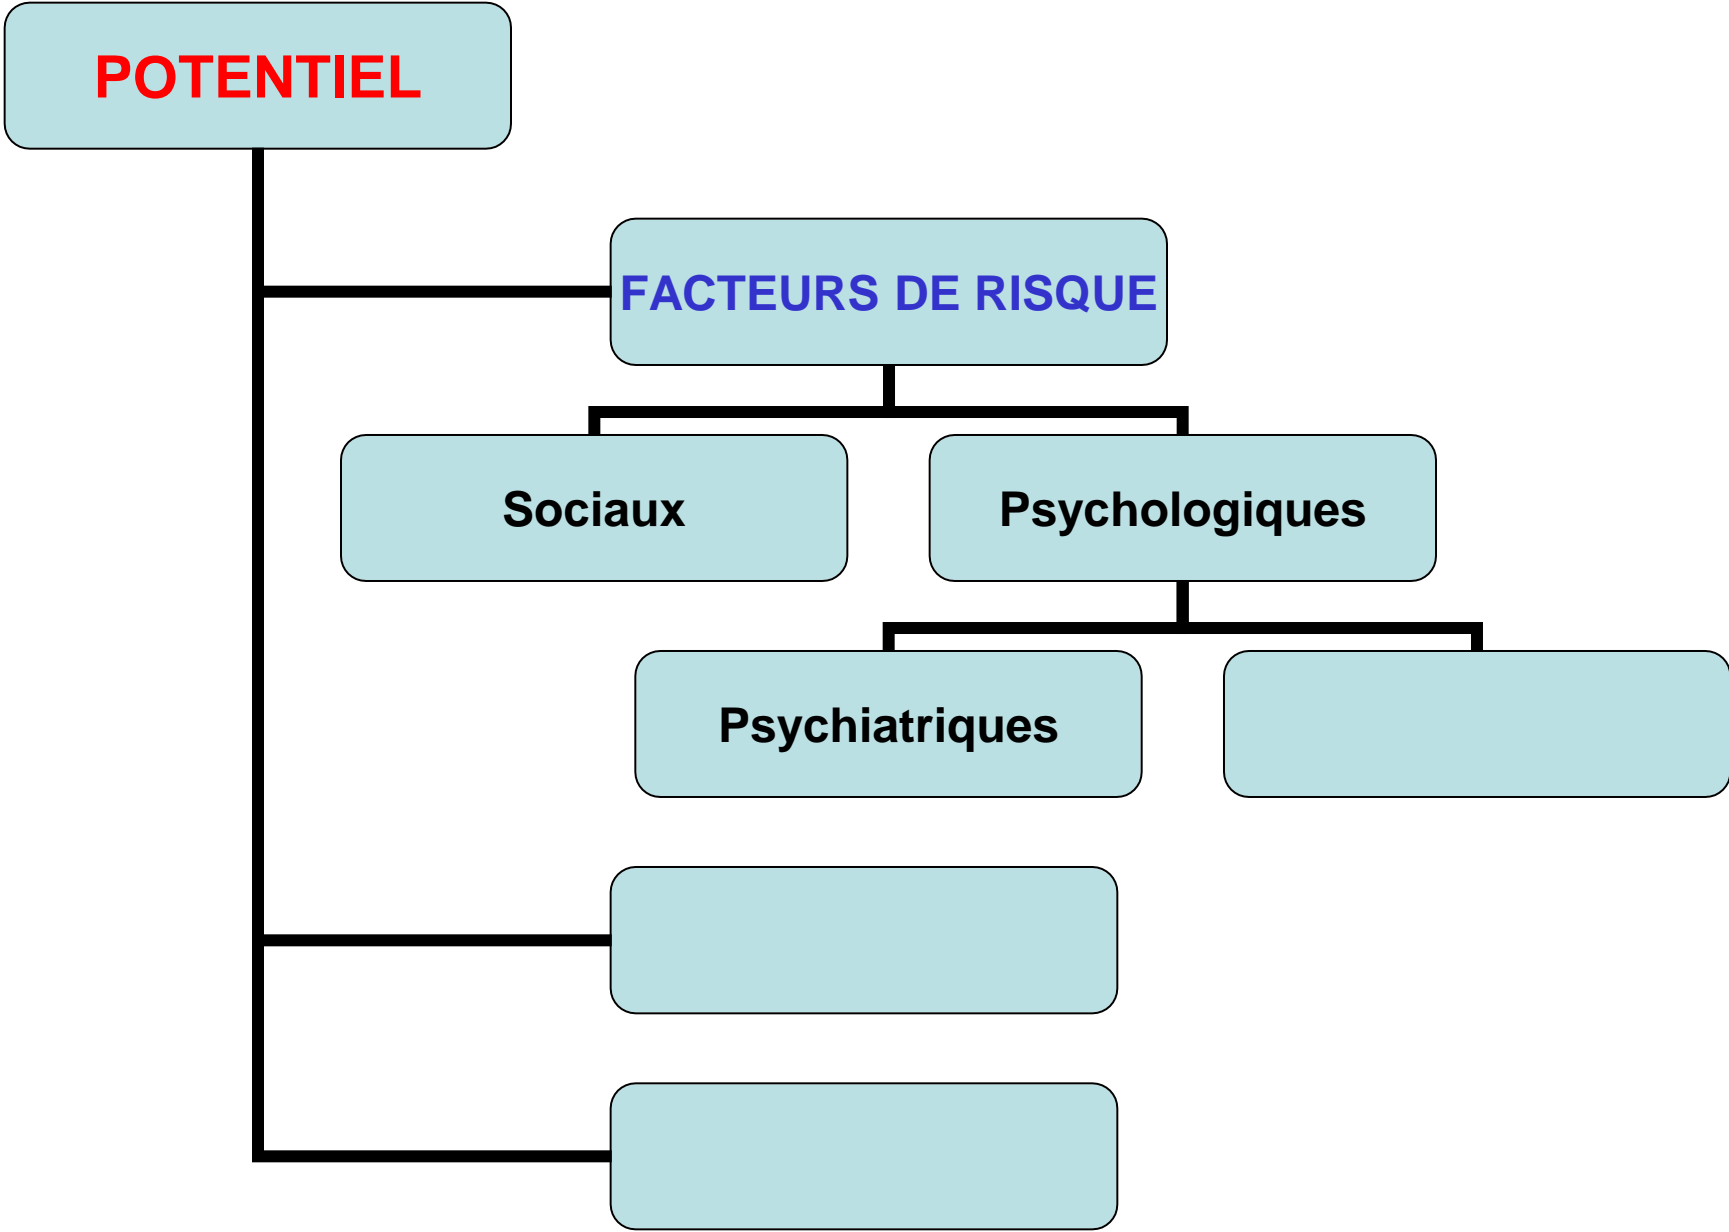 POTENTIEL
FACTEURS DE RISQUE
Sociaux
Psychologiques
Psychiatriques